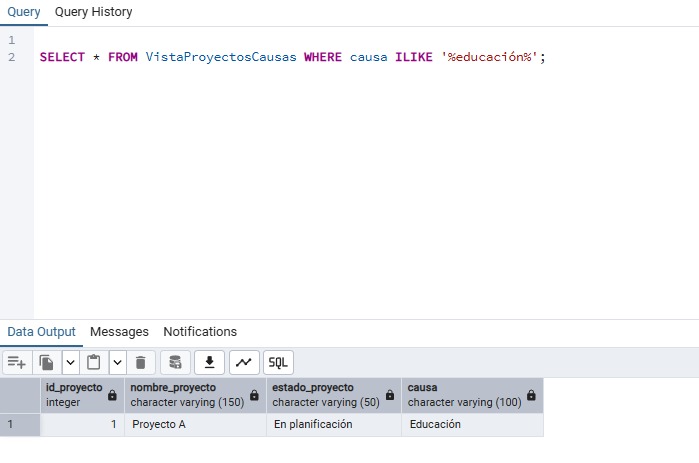 Query Query History
1
2 SELECT * FROM VistaProyectosCausas WHERE causa ILIKE '%educación%';
Data Output Messages Notifications
SQL
id_proyecto nombre_proyecto estado_proyecto causa
integer character varying (150) character varying (50) character varying (100)
1 1 Proyecto A En planificación Educación